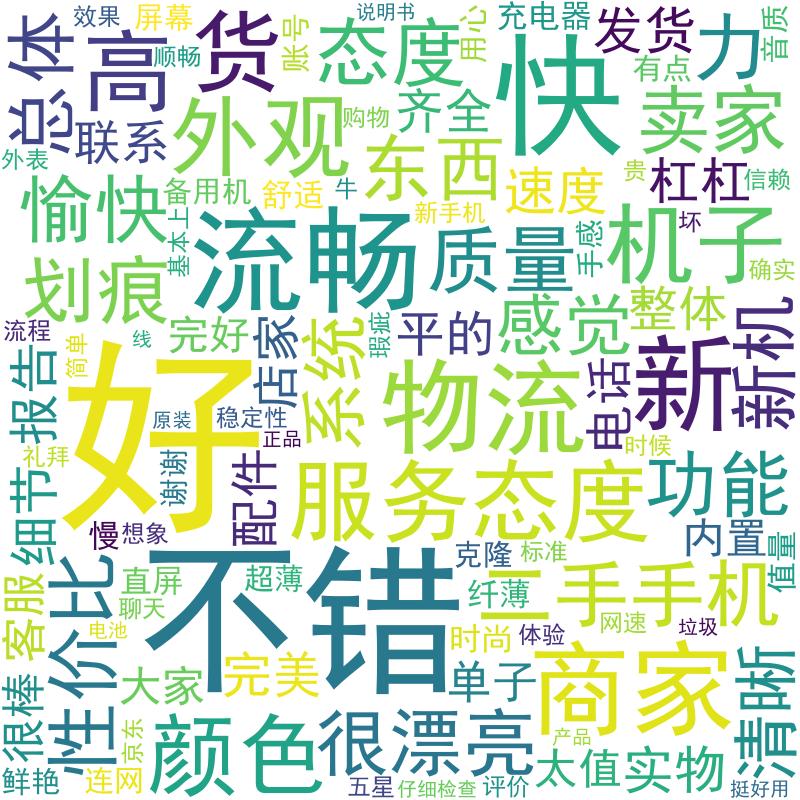 效果
屏幕
说明书
充电器
发货
力
音质
总体
高
货
账号
态度
用心
快
有点
卖家
顺畅
联系
外观
购物
齐全
外表
愉快
备用机
舒适
牛
东西
速度
贵
杠杠
信赖
新手机
坏
基本上
流畅
质量
手感
机子
确实
划痕
感觉
整体
流程
简单
线
完好
店家
系统
瑕疵
平的
物流
电话
新
新机
报告
好
原装
稳定性
正品
时候
礼拜
谢谢
配件
服务态度
功能
细节
慢
想象
不错
克隆
标准
内置
值量
客服
性价比
直屏
超薄
纤薄
二手手机
聊天
电池
网速
垃圾
时尚
体验
很棒
大家
完美
单子
商家
清晰
京东
颜色
很漂亮
产品
太值
实物
鲜艳
连网
五星
仔细检查
评价
挺好用